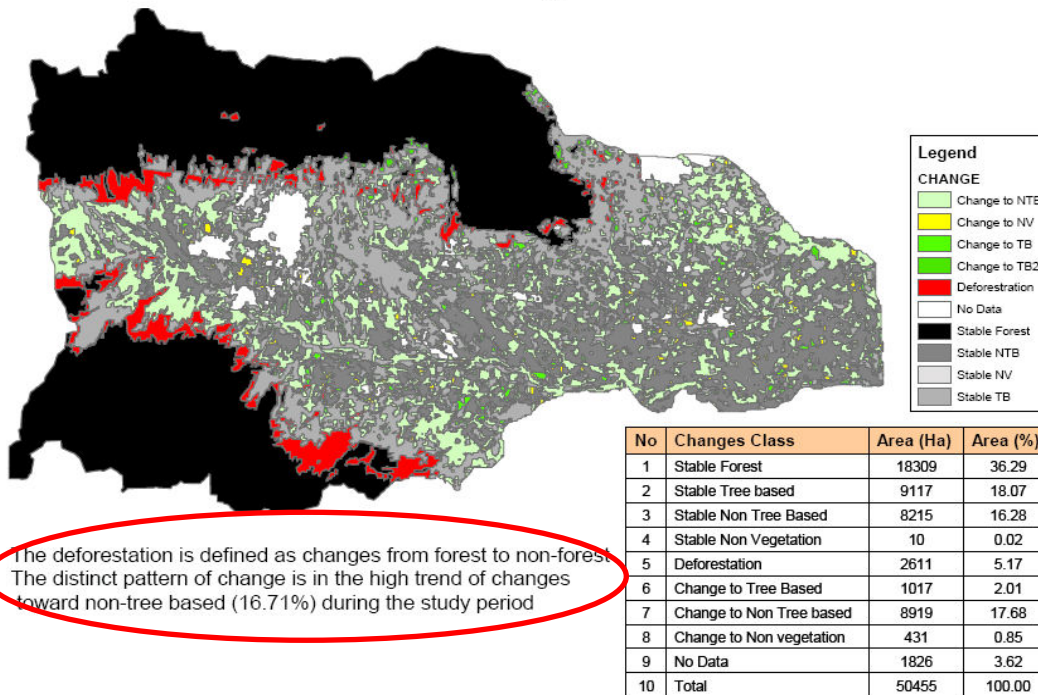 Legend
CHANGE
Change to NTB
Change to NV
Change to TB
Change to TB2
Deforestration
No Data
Stable Forest
Stable NTB
Stable NV
Stable TB
No Changes Class Area (Ha) Area (%)
1 Stable Forest 18309 36.29
2 Stable Tree based 9117 18.07
3 Stable Non Tree Based 8215 16.28
4 Stable Non Vegetation 10 0.02
5 Deforestation 2611 5.17
6 Change to Tree Based 1017 2.01
7 Change to Non Tree based 8919 17.68
8 Change to Non vegetation 431 0.85
9 No Data 1826 3.62
10 Total 50455 100.00
The deforestation is defined as changes from forest to non-forest
The distinct pattern of change is in the high trend of changes
toward non-tree based (16.71%) during the study period